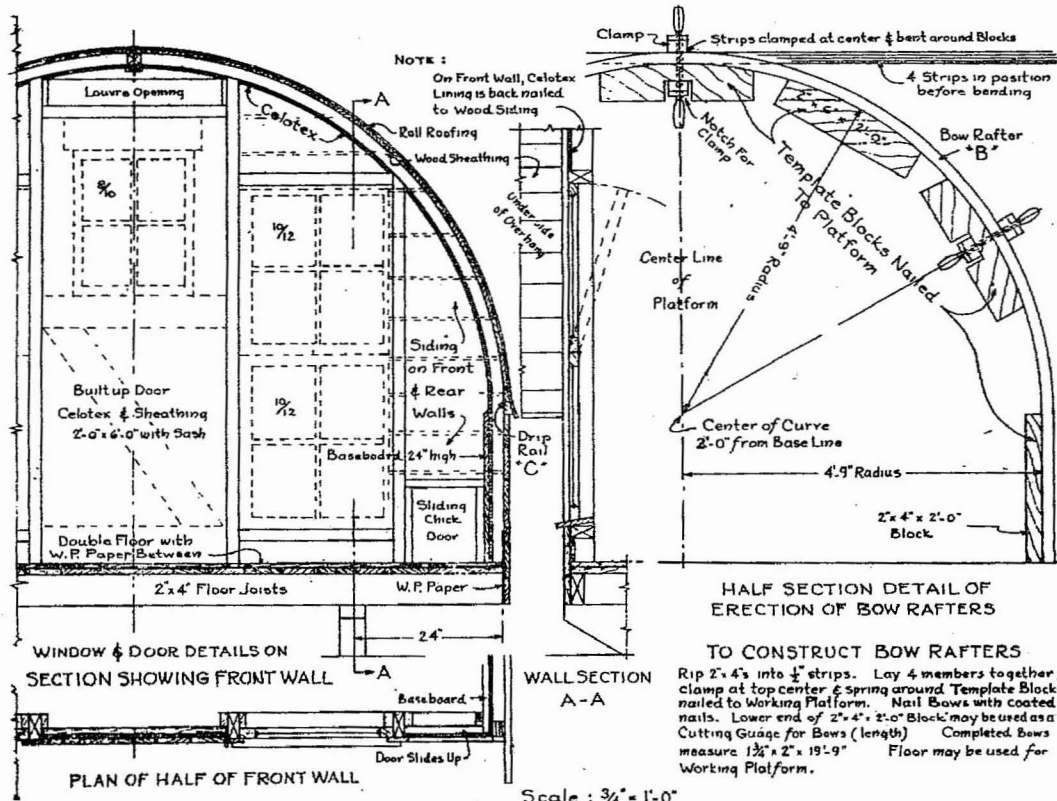 Louvre Opening
Celotex
A
Roll Roofing
Wood Sheathing
8/10
10/12
10/12
Siding
on Front
& Rear
Walls
Built up Door
Celotex & Sheathing
2'-0" x 6'-0" with Sash
Baseboard 24" high
Drip
Rail
"C"
Sliding
Chick
Door
Double Floor with
W.P. Paper Between
2" x 4" Floor Joists
W.P. Paper
24"
A
WINDOW & DOOR DETAILS ON
SECTION SHOWING FRONT WALL
Baseboard
Door Slides Up
PLAN OF HALF OF FRONT WALL
NOTE :
On Front Wall, Celotex
Lining is back nailed
to Wood Siding
Underside
of Overhang
WALL SECTION
A-A
Scale : 3/4" = 1'-0"
Clamp
Strips clamped at center & bent around Blocks
4 Strips in position
before bending
Notch For
Clamp
2'-0"
Bow Rafter
"B"
Template Blocks Nailed
To Platform
4'-9" Radius
Center Line
of
Platform
Center of Curve
2'-0" from Base Line
4'-9" Radius
2" x 4" x 2'-0"
Block
HALF SECTION DETAIL OF
ERECTION OF BOW RAFTERS
TO CONSTRUCT BOW RAFTERS
Rip 2" x 4"s into ½" strips. Lay 4 members together
clamp at top center & spring around Template Block
nailed to Working Platform. Nail Bows with coated
nails. Lower end of 2" x 4" x 2'-0" Block may be used as a
Cutting Guage for Bows (length) Completed Bows
measure 1¾" x 2" x 19'-9" Floor may be used for
Working Platform.